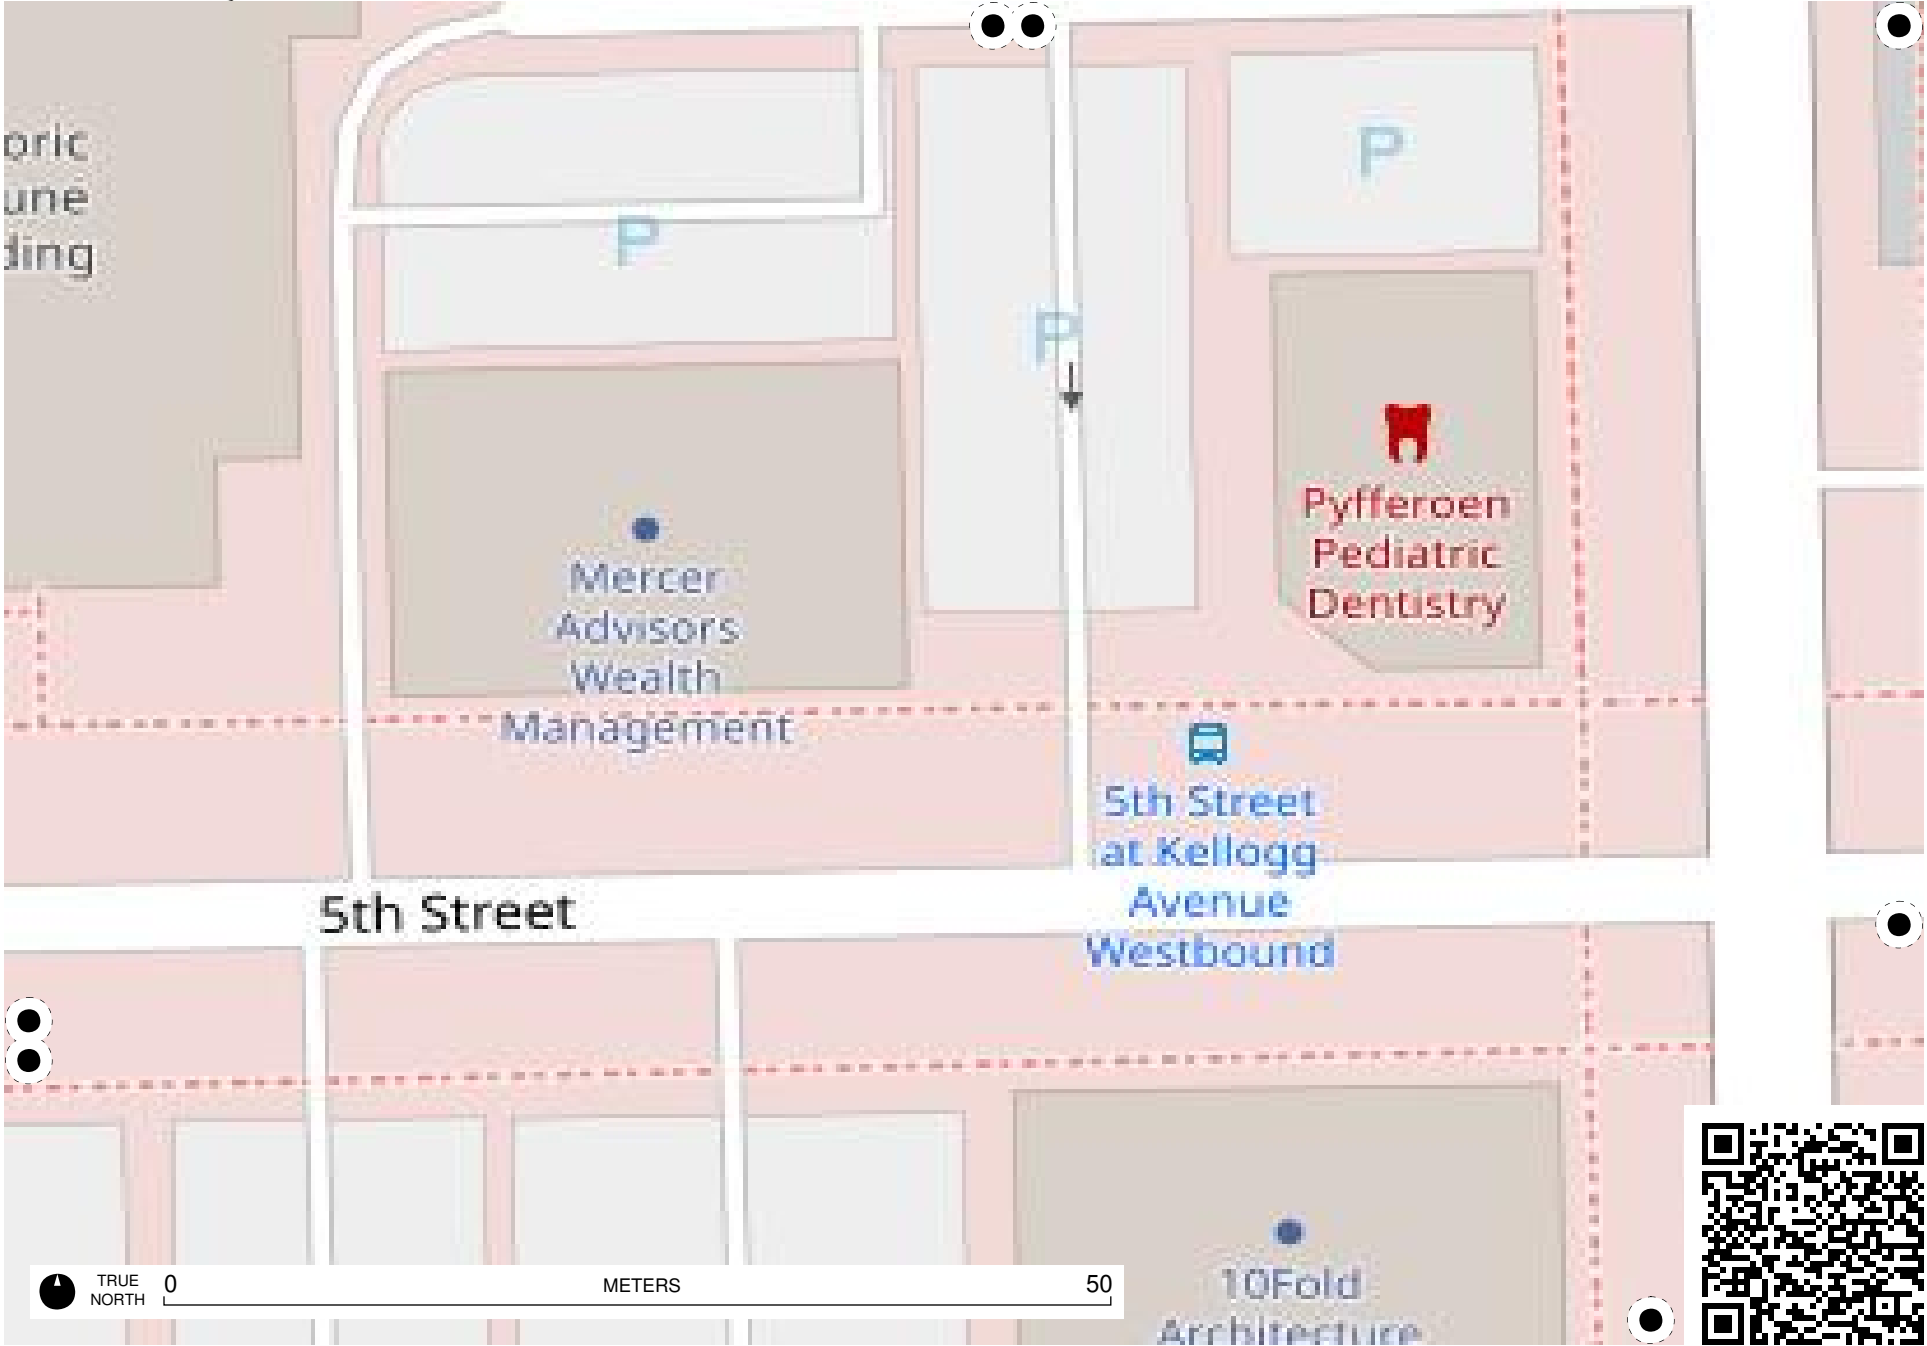 oric
une
ding
P
P
P
Pyfferoen
Pediatric
Dentistry
Mercer
Advisors
Wealth
Management
5th Street
at Kellogg
Avenue
Westbound
5th Street
TRUE
NORTH
0
METERS
50
10Fold
Architecture